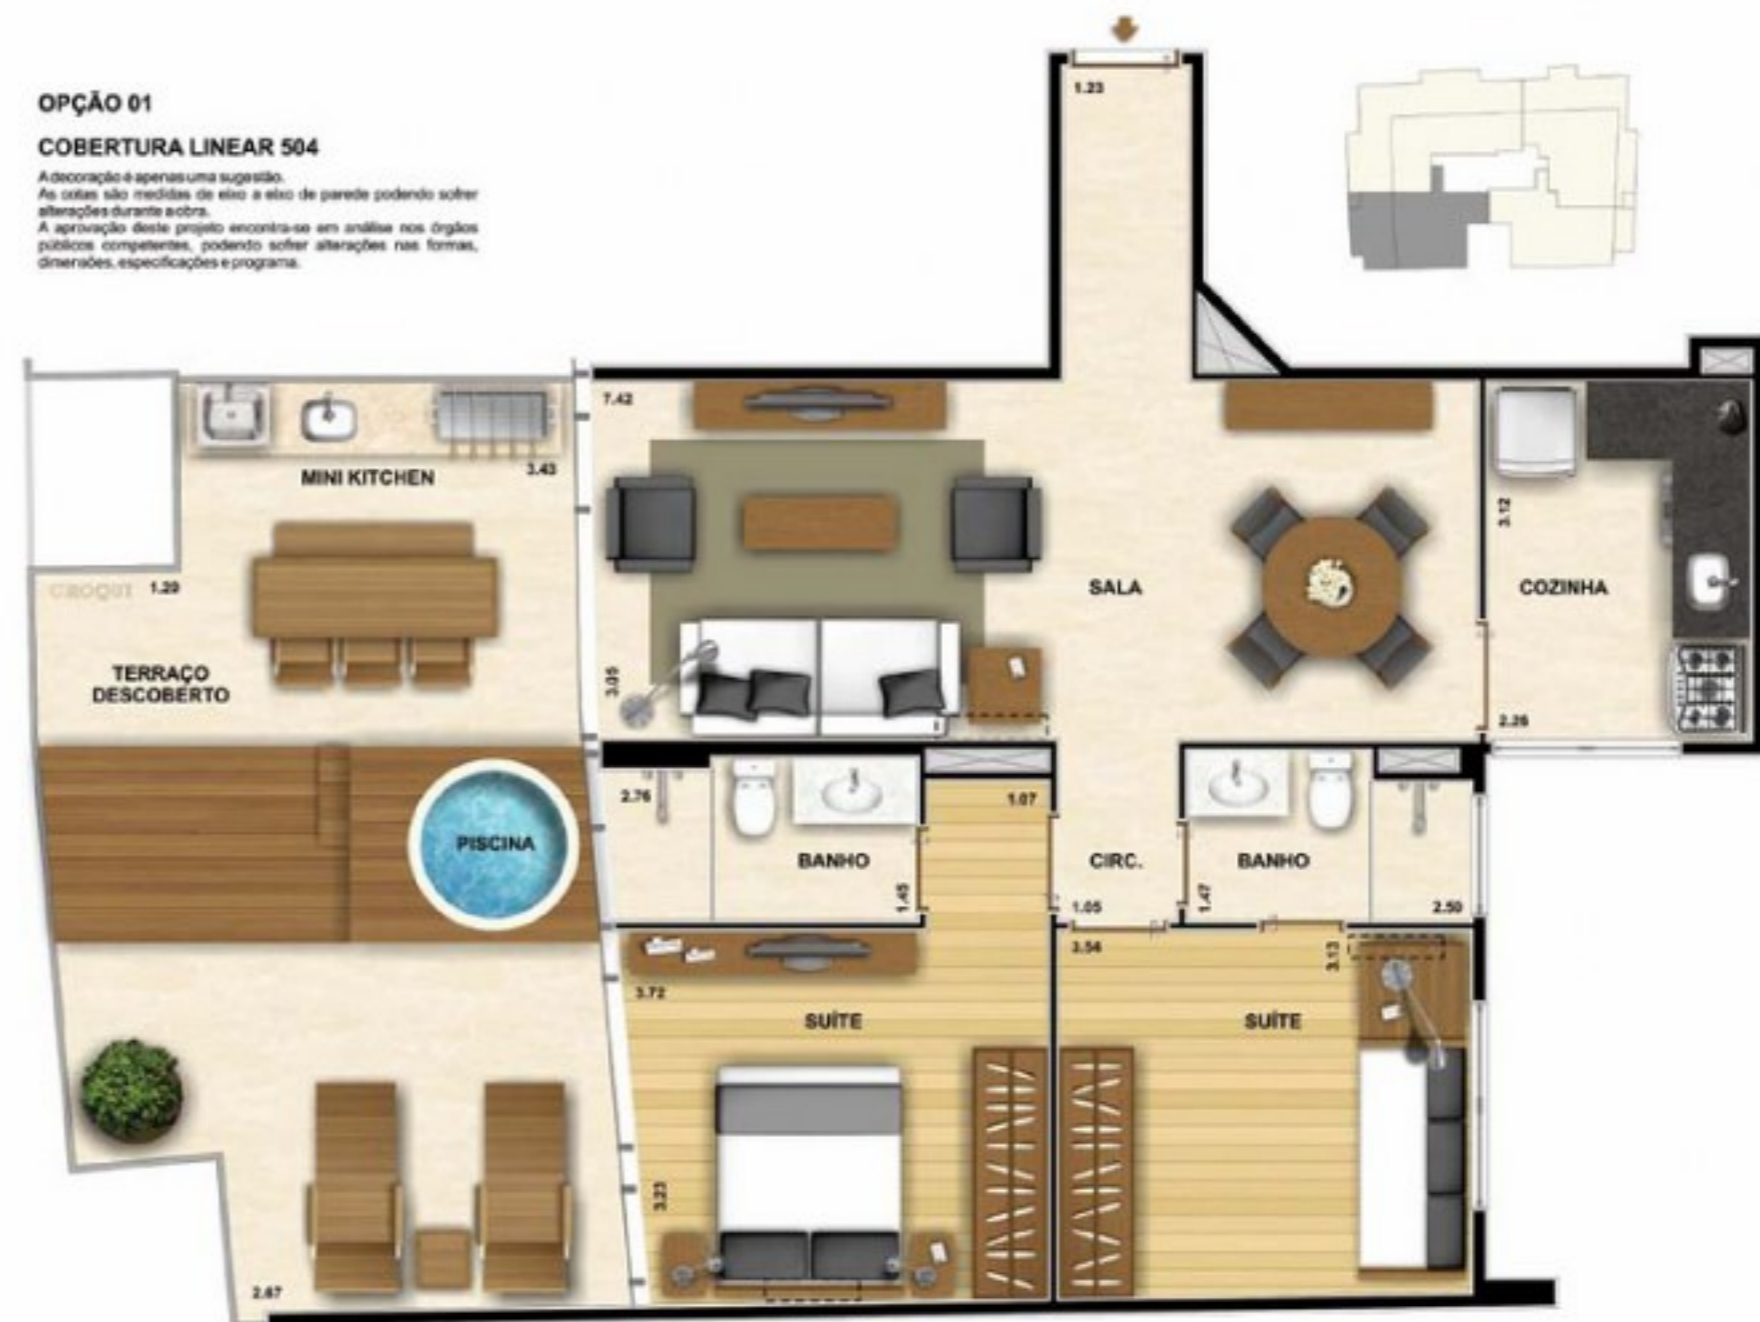 OPÇÃO 01
COBERTURA LINEAR 504
A decoração é apenas uma sugestão.
As cotas são medidas de eixo a eixo de parede podendo sofrer
alterações durante a obra.
A aprovação deste projeto encontra-se em análise nos órgãos
públicos competentes, podendo sofrer alterações nas formas,
dimensões, especificações e programa.
1.23
7.42
MINI KITCHEN
3.43
3.12
CROQUI
1.20
SALA
COZINHA
TERRAÇO
DESCOBERTO
3.05
2.26
2.76
1.07
PISCINA
BANHO
CIRC.
BANHO
1.45
1.05
1.47
2.50
3.54
3.13
3.72
SUÍTE
SUÍTE
3.23
2.67